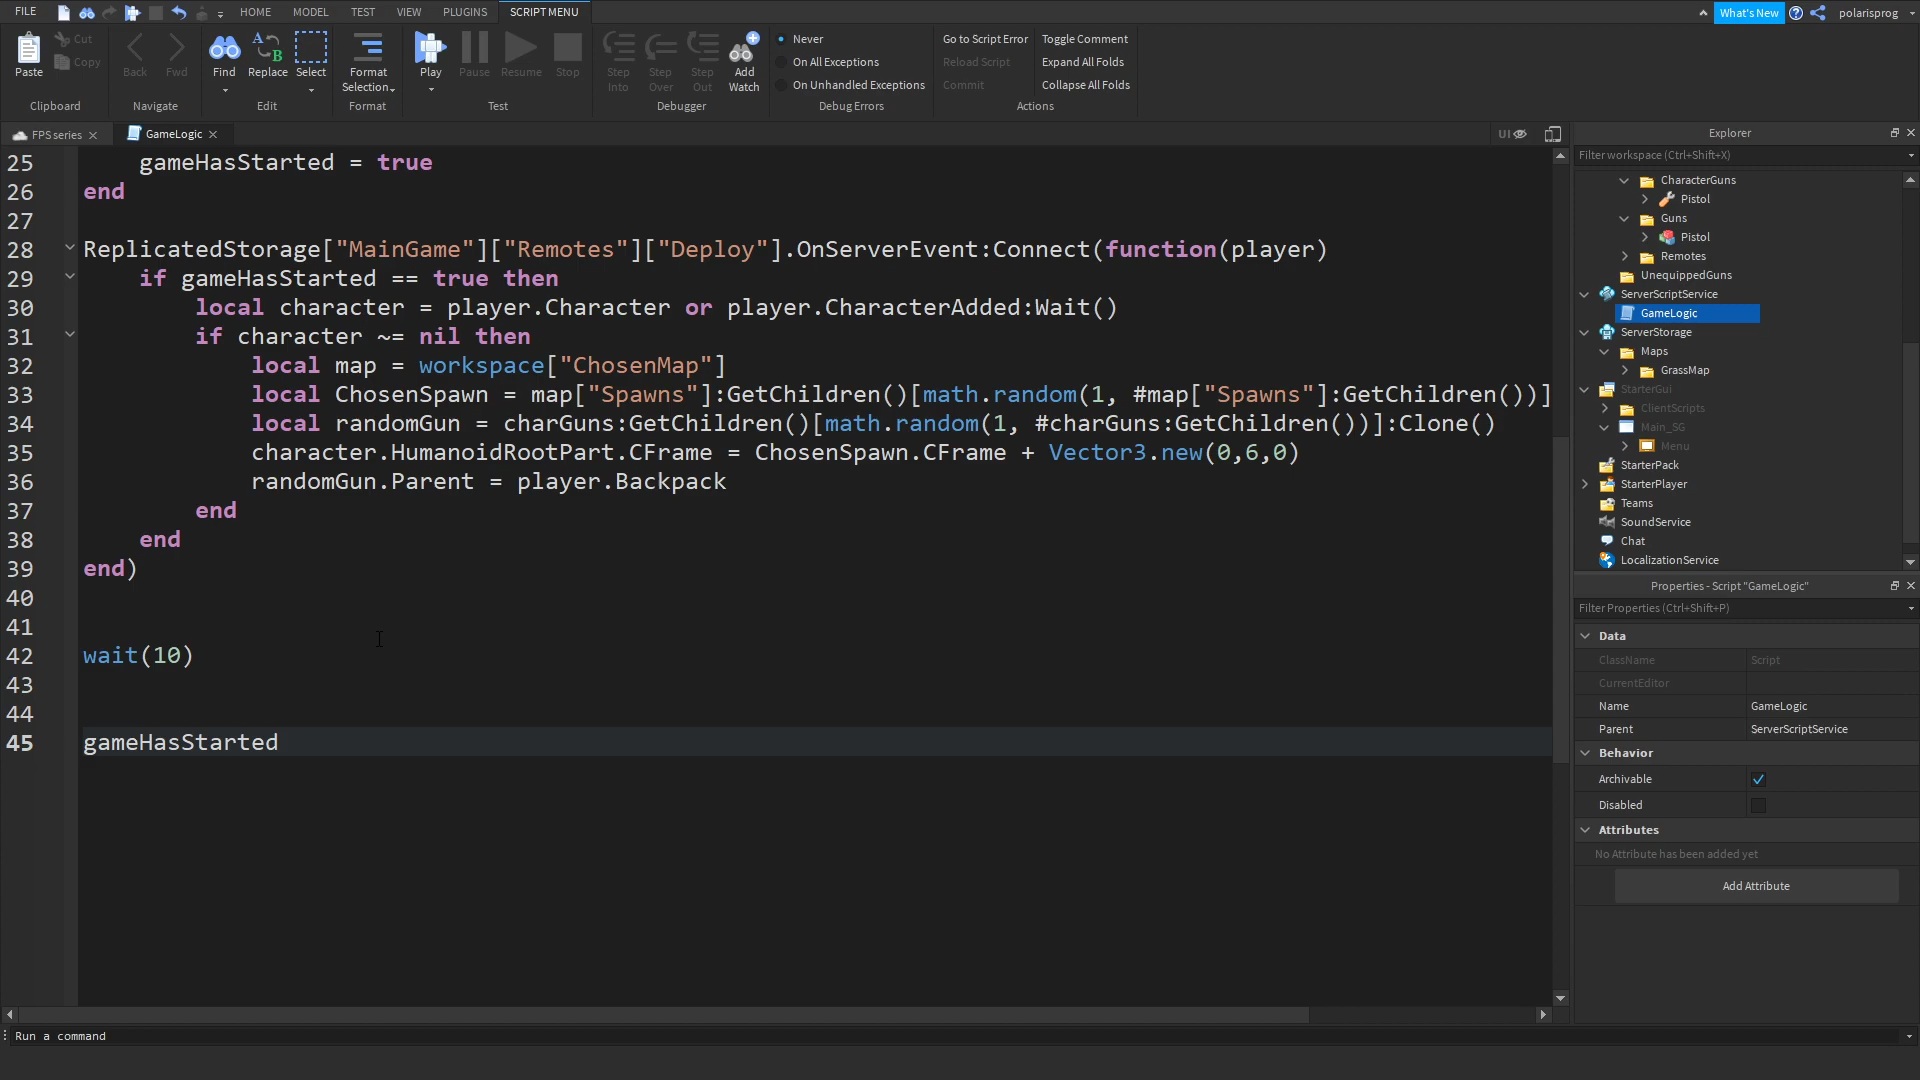 FILE HOME MODEL TEST VIEW PLUGINS SCRIPT MENU What's New polarisprog
Paste Cut Copy Clipboard
Back Fwd Navigate
Find Replace Select Edit
Format Selection Format
Play Pause Resume Stop Test
Step Into Step Over Step Out Add Watch Debugger
Never
On All Exceptions
On Unhandled Exceptions
Debug Errors
Go to Script Error Toggle Comment
Reload Script Expand All Folds
Commit Collapse All Folds
Actions
FPS series GameLogic UI
25 gameHasStarted = true
26 end
27
28 ReplicatedStorage["MainGame"]["Remotes"]["Deploy"].OnServerEvent:Connect(function(player)
29 if gameHasStarted == true then
30 local character = player.Character or player.CharacterAdded:Wait()
31 if character ~= nil then
32 local map = workspace["ChosenMap"]
33 local ChosenSpawn = map["Spawns"]:GetChildren()[math.random(1, #map["Spawns"]:GetChildren())]
34 local randomGun = charGuns:GetChildren()[math.random(1, #charGuns:GetChildren())]:Clone()
35 character.HumanoidRootPart.CFrame = ChosenSpawn.CFrame + Vector3.new(0,6,0)
36 randomGun.Parent = player.Backpack
37 end
38 end
39 end)
40
41
42 wait(10)
43
44
45 gameHasStarted
Run a command
Explorer
Filter workspace (Ctrl+Shift+X)
CharacterGuns
Pistol
Guns
Pistol
Remotes
UnequippedGuns
ServerScriptService
GameLogic
ServerStorage
Maps
GrassMap
StarterGui
ClientScripts
Main_SG
Menu
StarterPack
StarterPlayer
Teams
SoundService
Chat
LocalizationService
Properties - Script "GameLogic"
Filter Properties (Ctrl+Shift+P)
Data
ClassName Script
CurrentEditor
Name GameLogic
Parent ServerScriptService
Behavior
Archivable
Disabled
Attributes
No Attribute has been added yet
Add Attribute